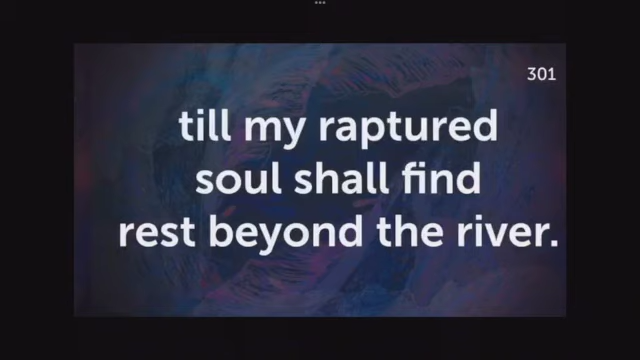 301
till my raptured
soul shall find
rest beyond the river.